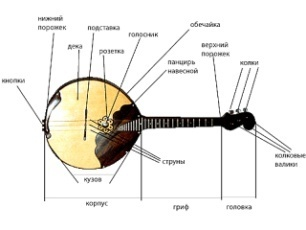 нижний
порожек
подставка
голосник
обечайка
дека
розетка
верхний
порожек
панцирь
навесной
колки
кнопки
струны
колковые
валики
кузов
корпус
гриф
головка